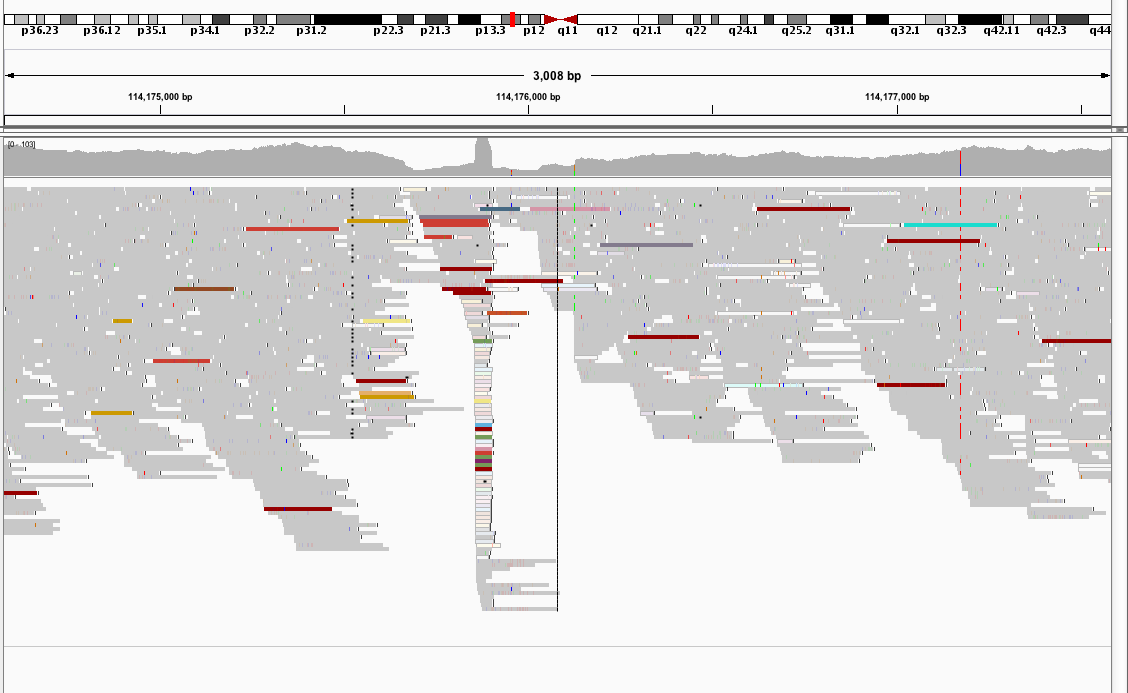 p36.23 p36.12 p35.1 p34.1 p32.2 p31.2 p22.3 p21.3 p13.3 p12 q11 q12 q21.1 q22 q24.1 q25.2 q31.1 q32.1 q32.3 q42.11 q42.3 q44
3,008 bp
114,175,000 bp 114,176,000 bp 114,177,000 bp
[0 - 103]